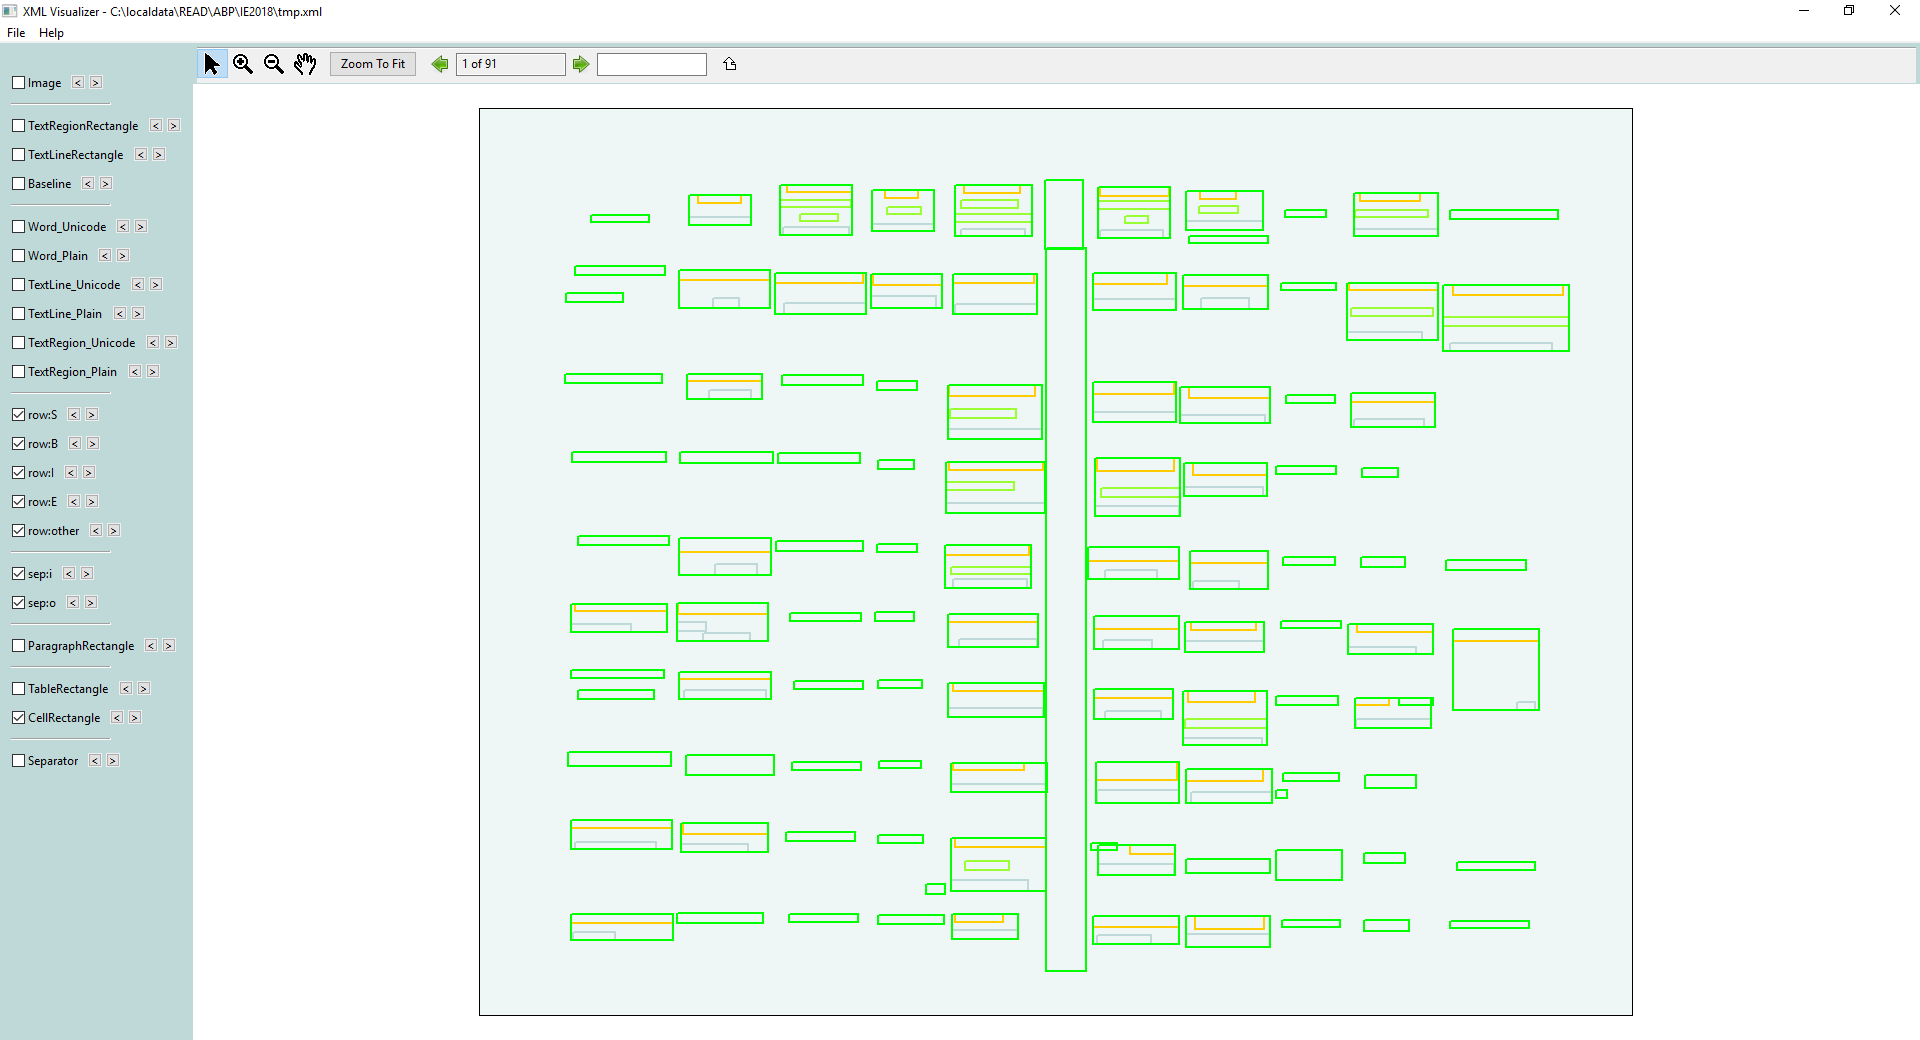 XML Visualizer - C:\localdata\READ\ABP\IE2018\tmp.xml
File Help
Zoom To Fit
1 of 91
Image < >
TextRegionRectangle < >
TextLineRectangle < >
Baseline < >
Word_Unicode < >
Word_Plain < >
TextLine_Unicode < >
TextLine_Plain < >
TextRegion_Unicode < >
TextRegion_Plain < >
row:S < >
row:B < >
row:I < >
row:E < >
row:other < >
sep:i < >
sep:o < >
ParagraphRectangle < >
TableRectangle < >
CellRectangle < >
Separator < >